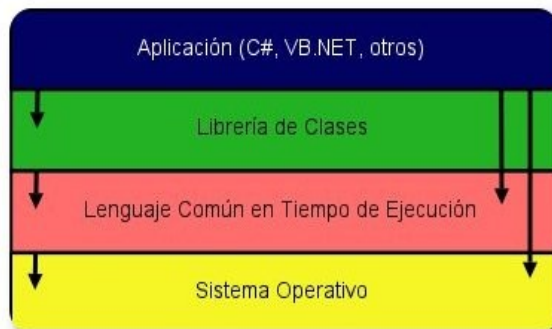 Aplicación (C#, VB.NET, otros)
Librería de Clases
Lenguaje Común en Tiempo de Ejecución
Sistema Operativo